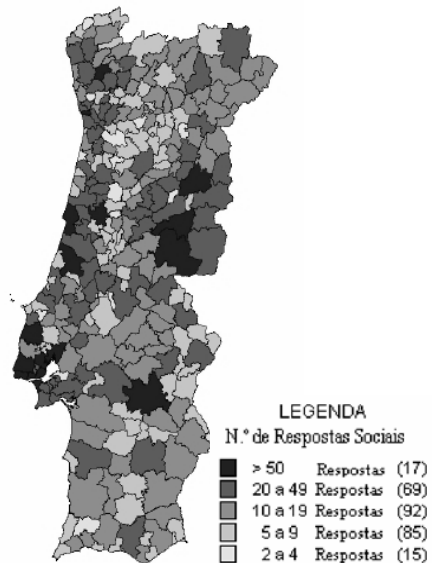 LEGENDA
N.º de Respostas Sociais
> 50 Respostas (17)
20 a 49 Respostas (69)
10 a 19 Respostas (92)
5 a 9 Respostas (85)
2 a 4 Respostas (15)